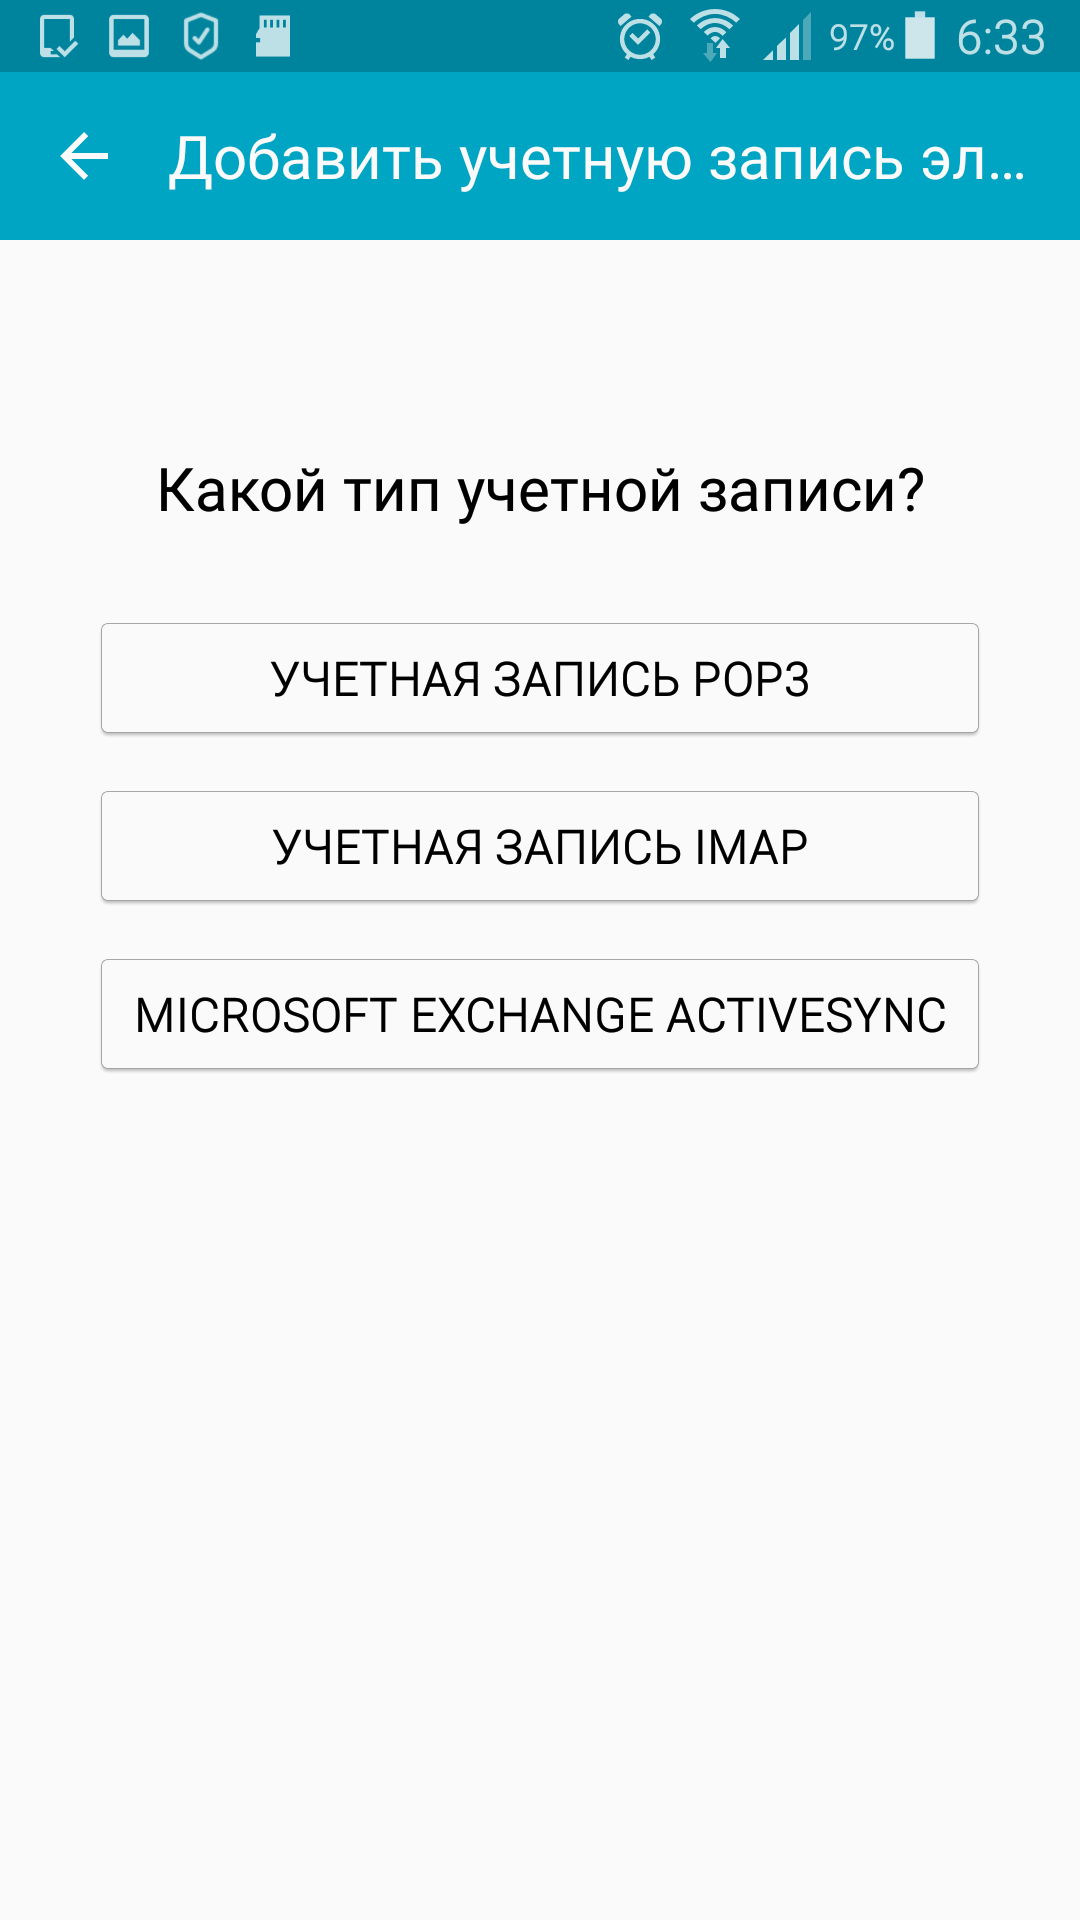 97% 6:33
Добавить учетную запись эл...
Какой тип учетной записи?
УЧЕТНАЯ ЗАПИСЬ POP3
УЧЕТНАЯ ЗАПИСЬ IMAP
MICROSOFT EXCHANGE ACTIVESYNC